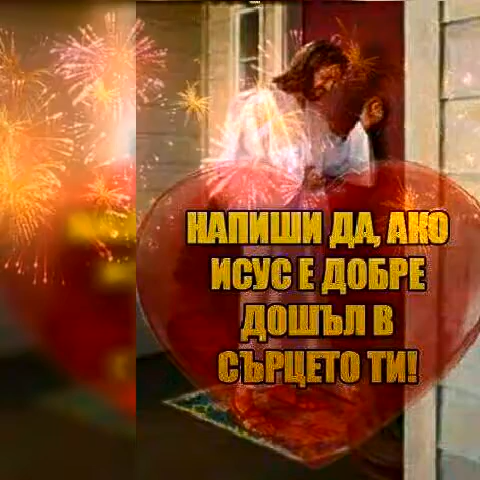 НАПИШИ ДА, АКО
ИСУС Е ДОБРЕ
ДОШЪЛ В
СЪРЦЕТО ТИ!